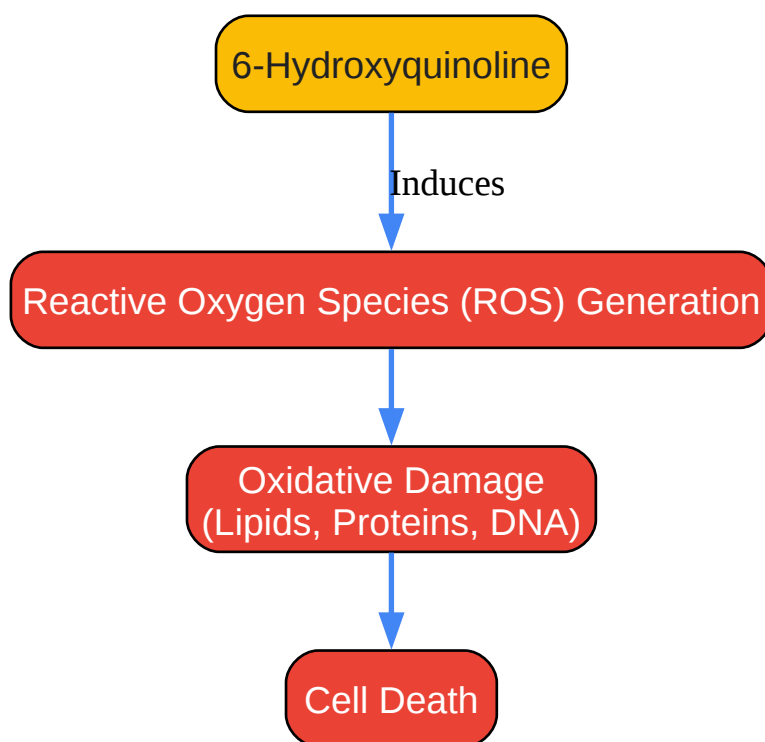 6-Hydroxyquinoline
Induces
Reactive Oxygen Species (ROS) Generation
Oxidative Damage
(Lipids, Proteins, DNA)
Cell Death